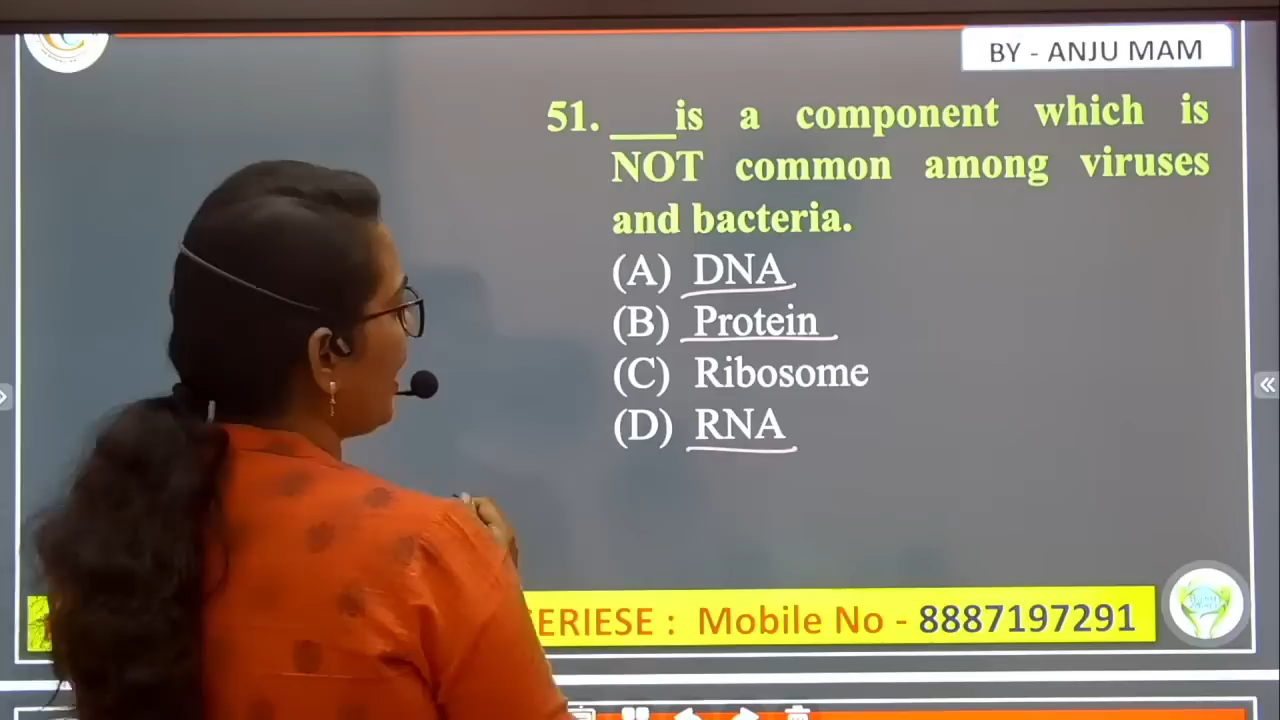 BY - ANJU MAM
51. ___is a component which is
NOT common among viruses
and bacteria.
(A) DNA
(B) Protein
(C) Ribosome
(D) RNA
ERIESE : Mobile No - 8887197291